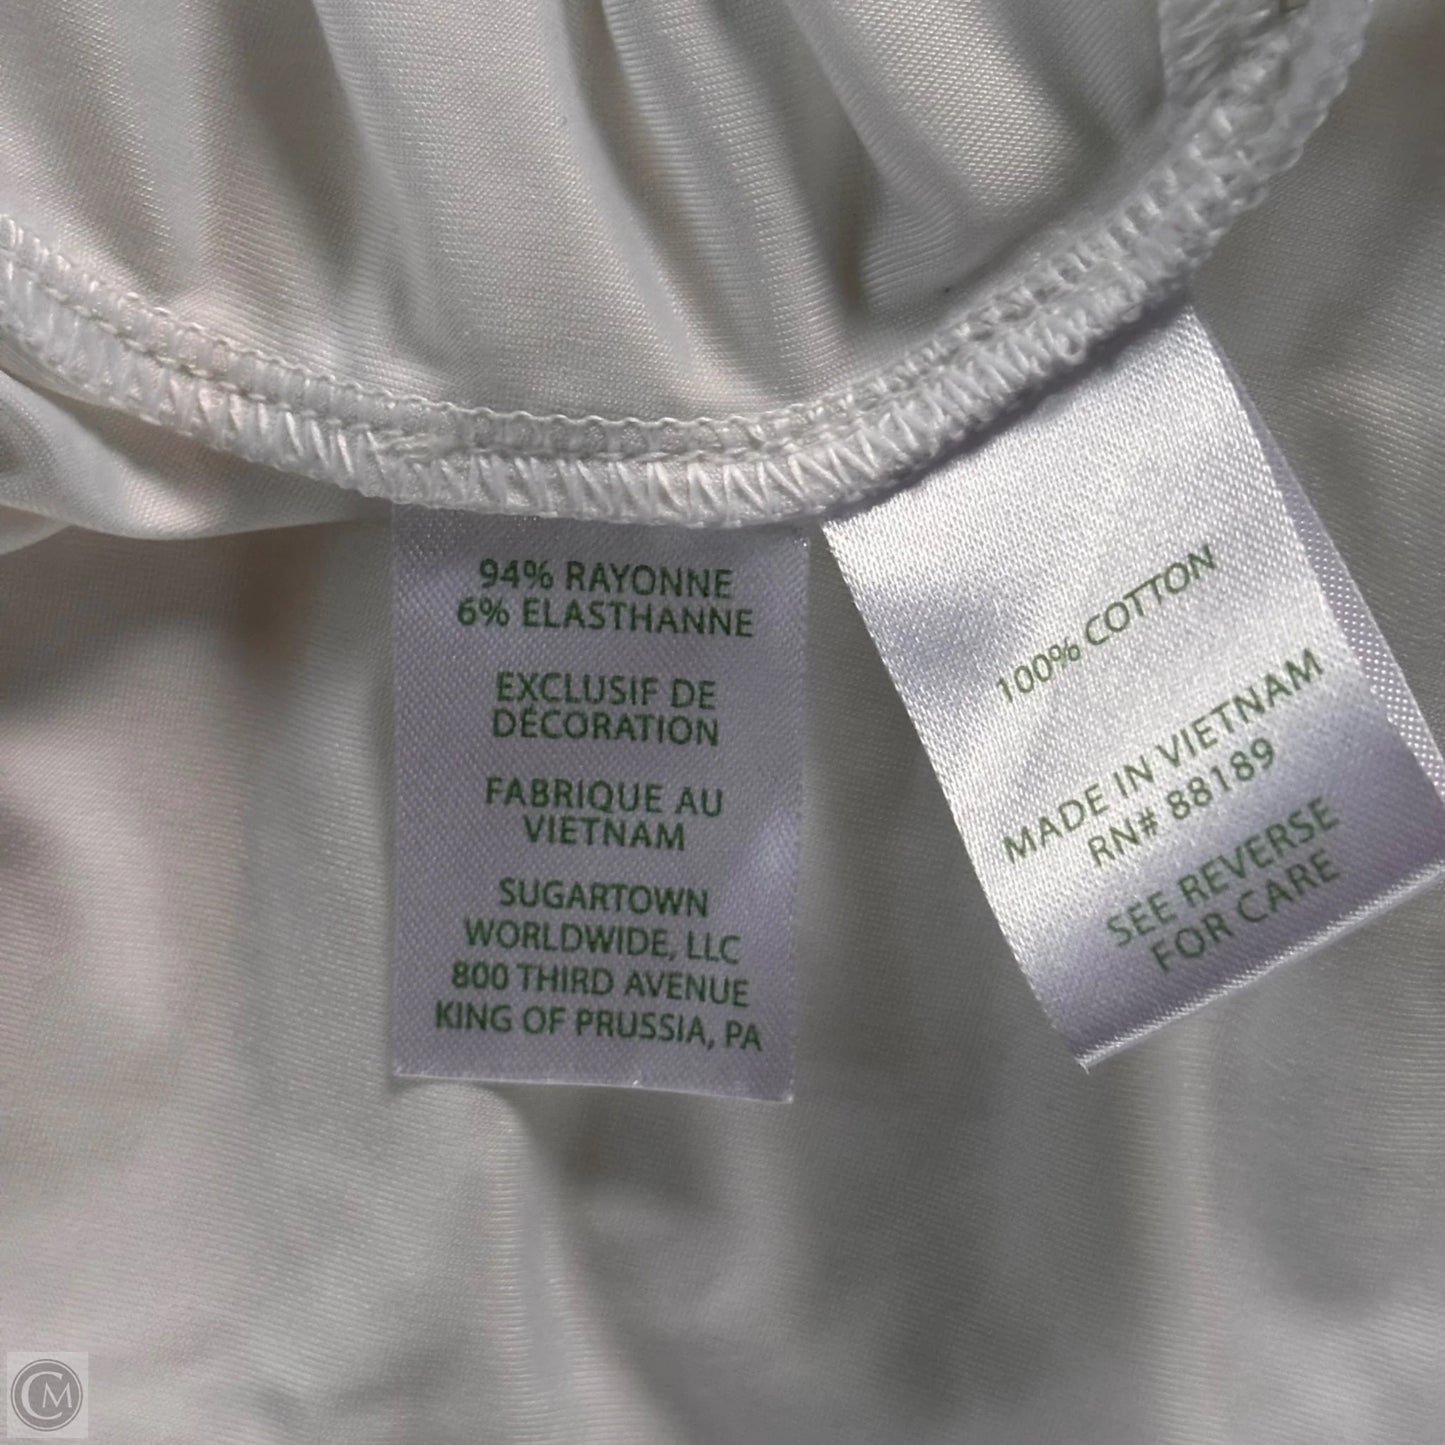 94% RAYONNE
6% ELASTHANNE
EXCLUSIF DE
DÉCORATION
FABRIQUE AU
VIETNAM
SUGARTOWN
WORLDWIDE, LLC
800 THIRD AVENUE
KING OF PRUSSIA, PA
100% COTTON
MADE IN VIETNAM
RN# 88189
SEE REVERSE
FOR CARE
CM